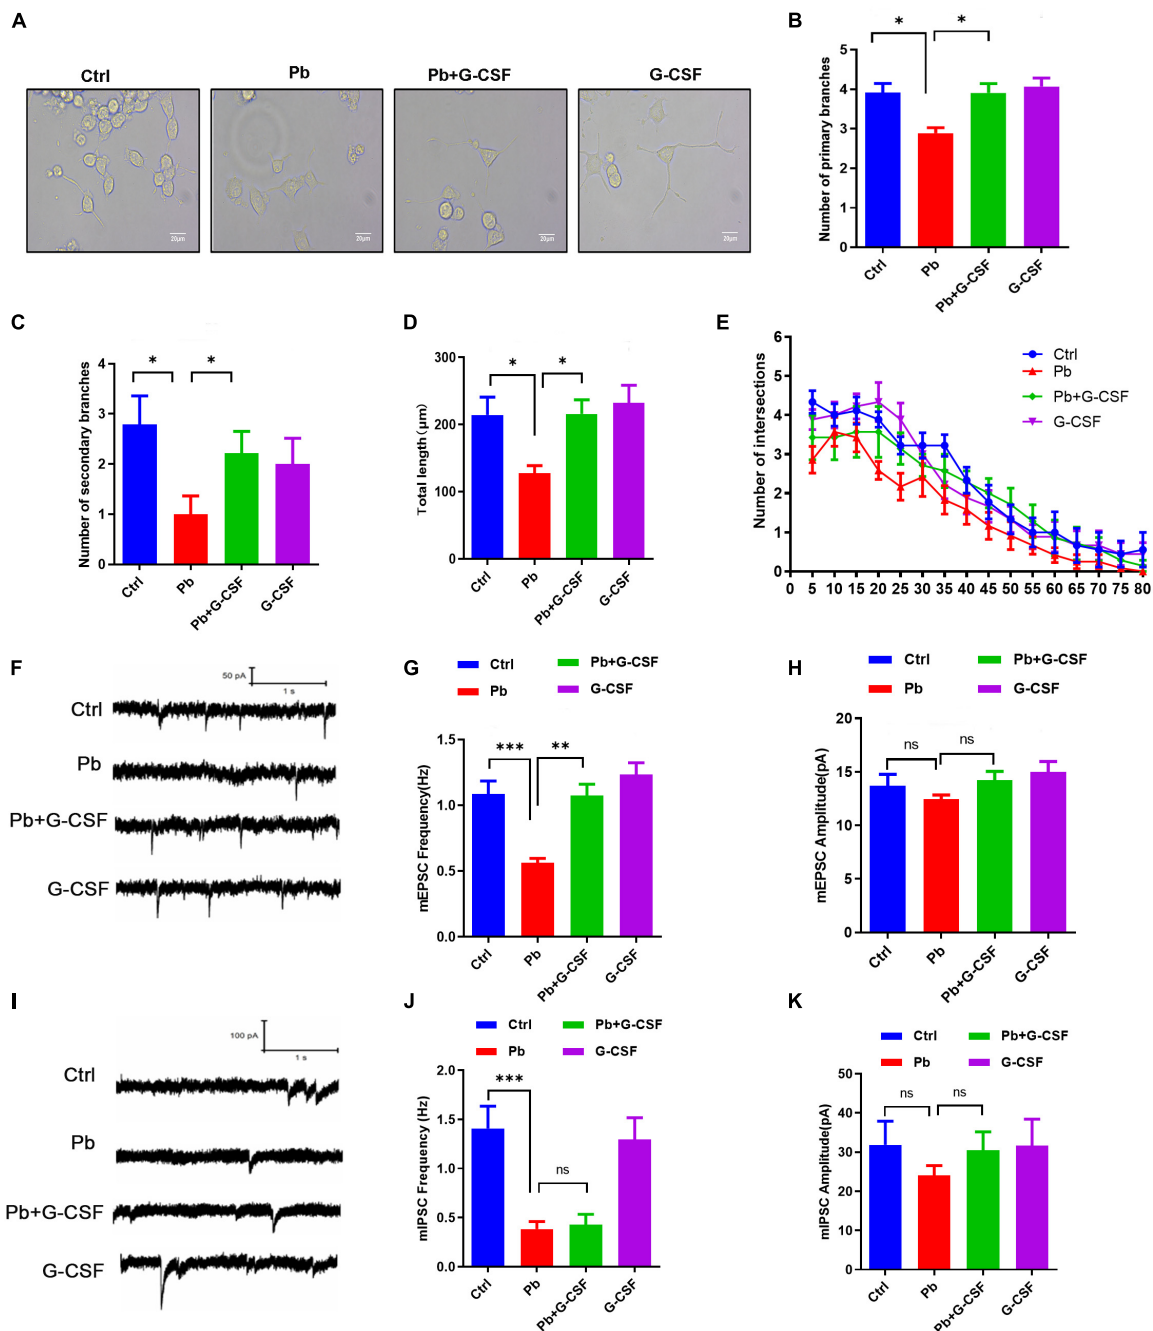 A
Ctrl
Pb
Pb+G-CSF
G-CSF
20μm
20μm
20μm
20μm
B
* *
Number of primary branches
5
4
3
2
1
0
Ctrl
Pb
Pb+G-CSF
G-CSF
C
* *
Number of secondary branches
4
3
2
1
0
Ctrl
Pb
Pb+G-CSF
G-CSF
D
* *
Total length (μm)
300
200
100
0
Ctrl
Pb
Pb+G-CSF
G-CSF
E
Number of intersections
6
5
4
3
2
1
0
Ctrl
Pb
Pb+G-CSF
G-CSF
0 5 10 15 20 25 30 35 40 45 50 55 60 65 70 75 80
F
50 pA
1 s
Ctrl
Pb
Pb+G-CSF
G-CSF
G
Ctrl Pb+G-CSF
Pb G-CSF
*** **
mEPSC Frequency(Hz)
1.5
1.0
0.5
0.0
Ctrl
Pb
Pb+G-CSF
G-CSF
H
Ctrl Pb+G-CSF
Pb G-CSF
ns ns
mEPSC Amplitude(pA)
20
15
10
5
0
Ctrl
Pb
Pb+G-CSF
G-CSF
I
100 pA
1 s
Ctrl
Pb
Pb+G-CSF
G-CSF
J
Ctrl Pb+G-CSF
Pb G-CSF
***
ns
mIPSC Frequency (Hz)
2.0
1.5
1.0
0.5
0.0
Ctrl
Pb
Pb+G-CSF
G-CSF
K
Ctrl Pb+G-CSF
Pb G-CSF
ns ns
mIPSC Amplitude(pA)
50
40
30
20
10
0
Ctrl
Pb
Pb+G-CSF
G-CSF